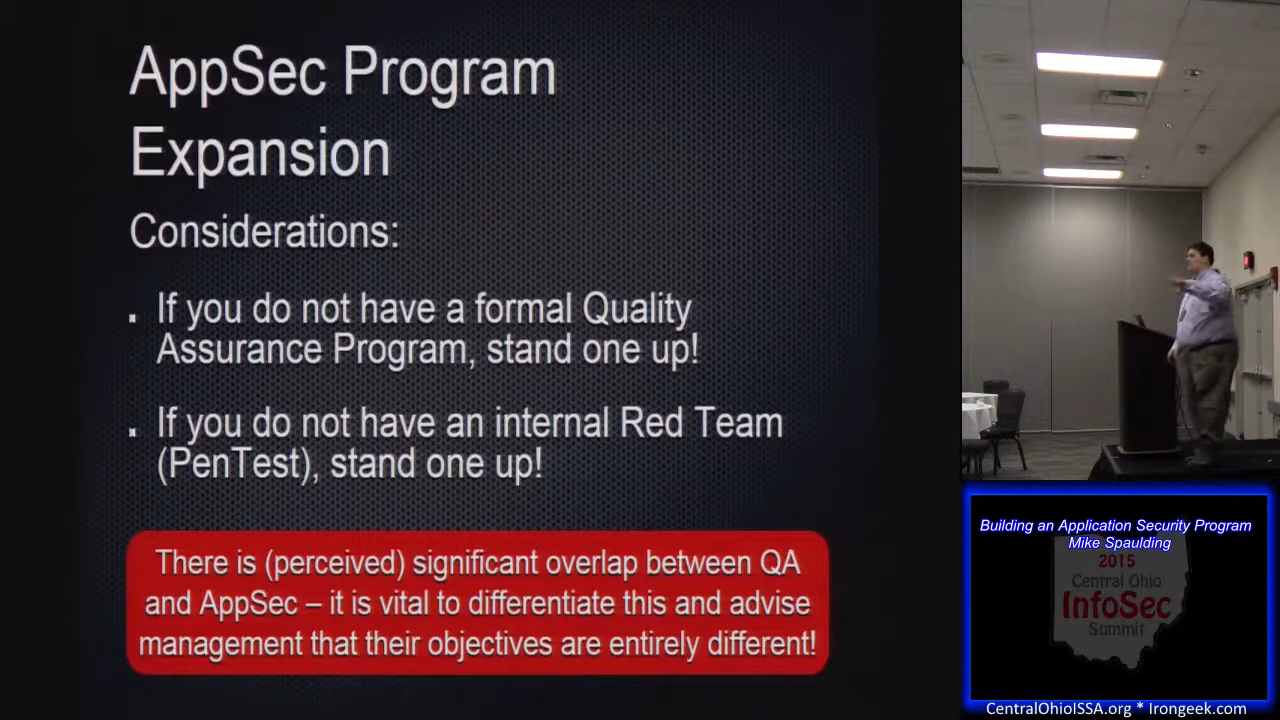 AppSec Program
Expansion
Considerations:
. If you do not have a formal Quality
Assurance Program, stand one up!
. If you do not have an internal Red Team
(PenTest), stand one up!
There is (perceived) significant overlap between QA
and AppSec – it is vital to differentiate this and advise
management that their objectives are entirely different!
Building an Application Security Program
Mike Spaulding
2015
Central Ohio
InfoSec
Summit
CentralOhioISSA.org * Irongeek.com